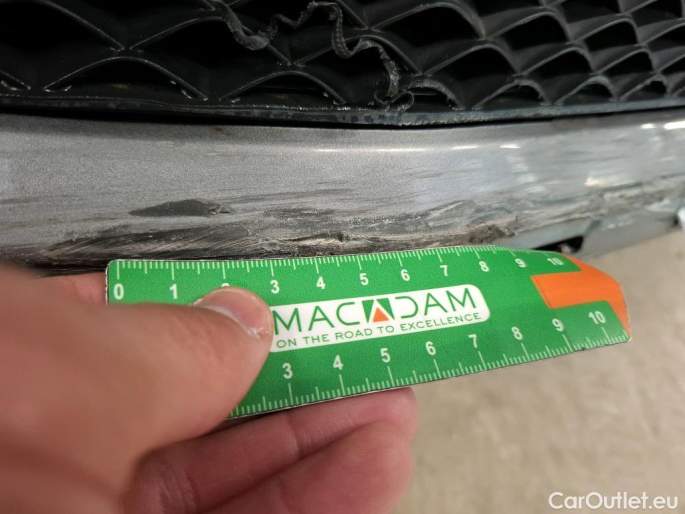 0 1 2 3 4 5 6 7 8 9 10
MACADAM
ON THE ROAD TO EXCELLENCE
3 4 5 6 7 8 9 10
CarOutlet.eu